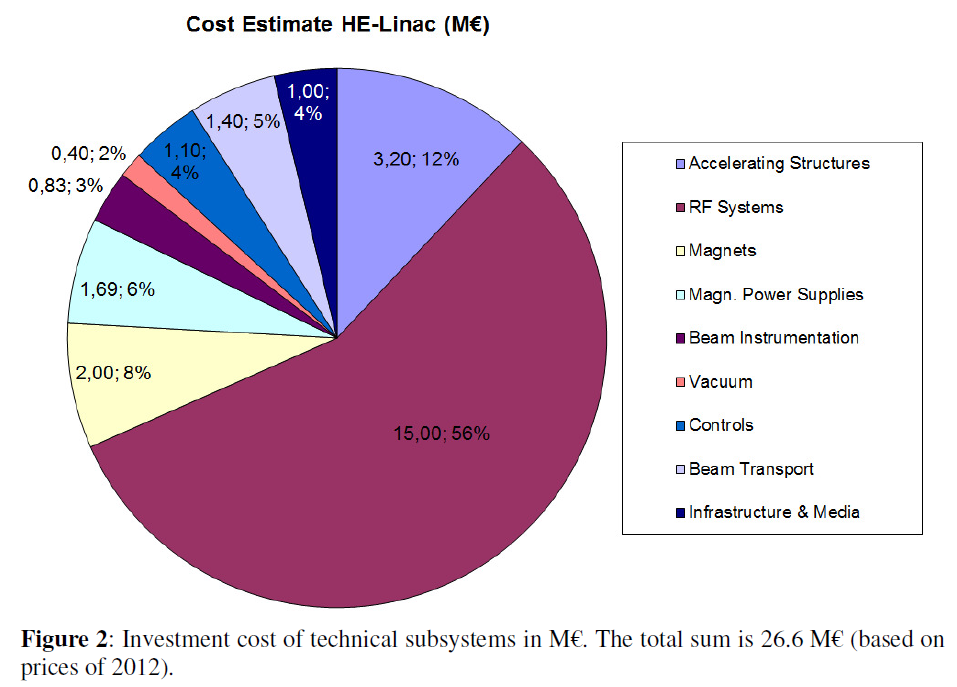 Cost Estimate HE-Linac (M€)
1,00;
4%
1,40; 5%
3,20; 12%
1,10;
4%
0,40; 2%
0,83; 3%
1,69; 6%
2,00; 8%
15,00; 56%
Accelerating Structures
RF Systems
Magnets
Magn. Power Supplies
Beam Instrumentation
Vacuum
Controls
Beam Transport
Infrastructure & Media
Figure 2: Investment cost of technical subsystems in M€. The total sum is 26.6 M€ (based on
prices of 2012).